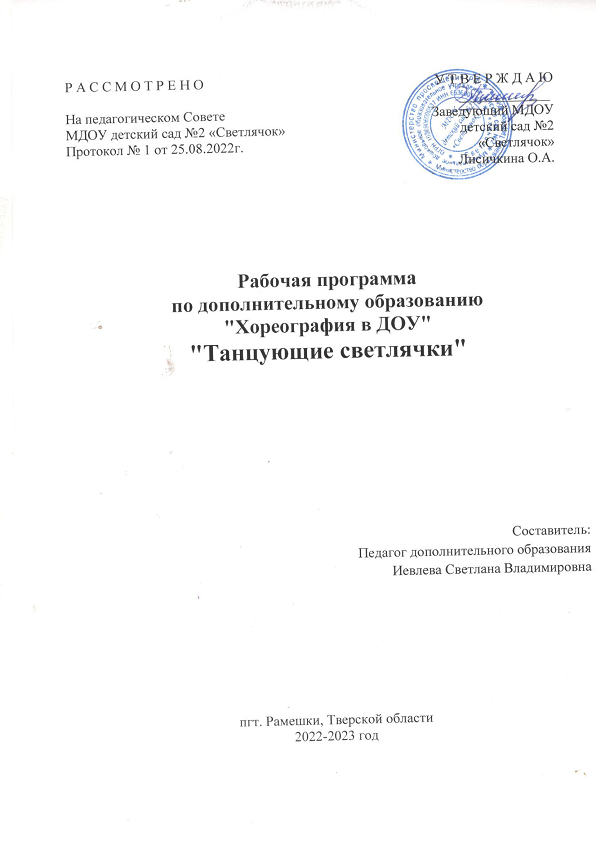 Р А С С М О Т Р Е Н О
На педагогическом Совете
МДОУ детский сад №2 «Светлячок»
Протокол № 1 от 25.08.2022г.
У Т В Е Р Ж Д А Ю
Заведующий МДОУ
детский сад №2
«Светлячок»
Лисичкина О.А.
Рабочая программа
по дополнительному образованию
"Хореография в ДОУ"
"Танцующие светлячки"
Составитель:
Педагог дополнительного образования
Иевлева Светлана Владимировна
пгт. Рамешки, Тверской области
2022-2023 год